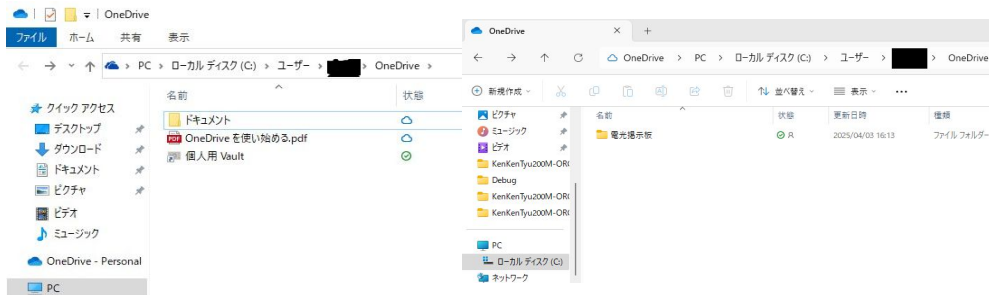 OneDrive
ファイル ホーム 共有 表示
PC › ローカル ディスク (C:) › ユーザー › OneDrive ›
名前 状態
クイック アクセス
デスクトップ
ダウンロード
ドキュメント
ピクチャ
ビデオ
ミュージック
OneDrive - Personal
PC
ドキュメント
PDF OneDrive を使い始める.pdf
個人用 Vault
OneDrive × +
OneDrive › PC › ローカル ディスク (C:) › ユーザー › › OneDrive
新規作成 並べ替え 表示 •••
ピクチャ
ミュージック
ビデオ
KenKenTyu200M-OR
Debug
KenKenTyu200M-OR
KenKenTyu200M-OR
PC
ローカル ディスク (C:)
ネットワーク
名前 状態 更新日時 種類
電光掲示板 R 2025/04/03 16:13 ファイル フォルダー